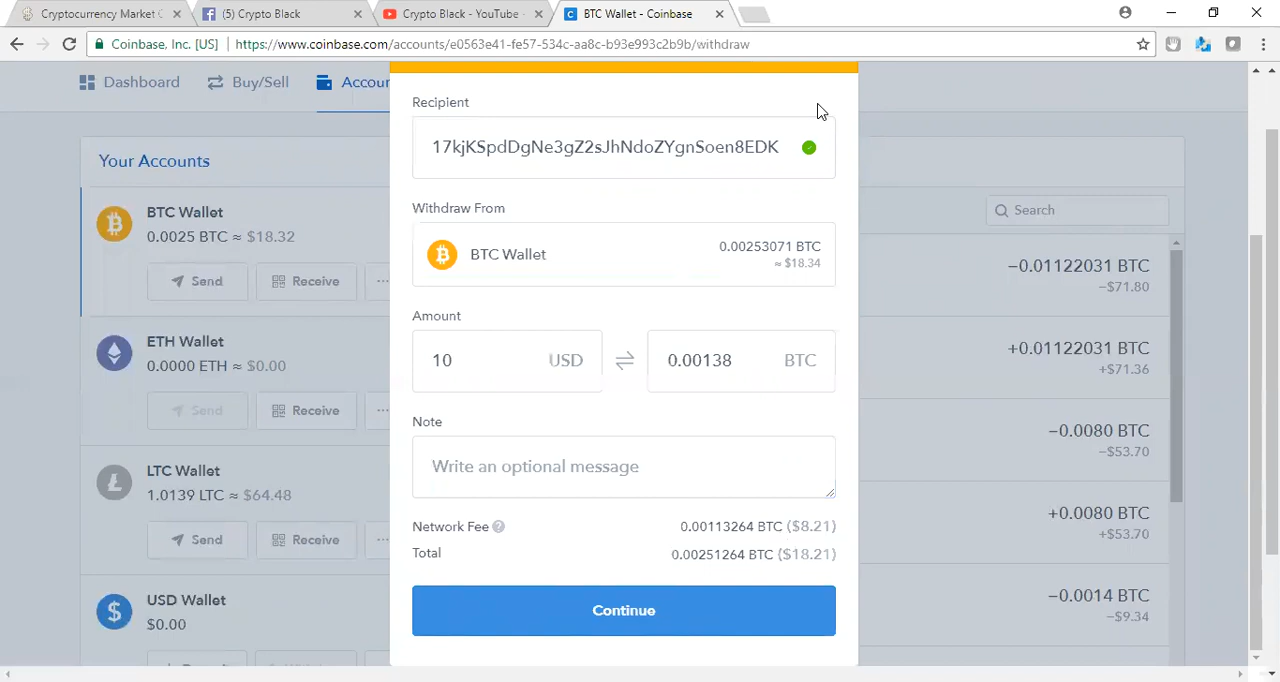 Cryptocurrency Market C
(5) Crypto Black
Crypto Black - YouTube
BTC Wallet - Coinbase
Coinbase, Inc. [US] https://www.coinbase.com/accounts/e0563e41-fe57-534c-aa8c-b93e993c2b9b/withdraw
Dashboard
Buy/Sell
Accou
Your Accounts
BTC Wallet
0.0025 BTC ≈ $18.32
Send
Receive
ETH Wallet
0.0000 ETH ≈ $0.00
Send
Receive
LTC Wallet
1.0139 LTC ≈ $64.48
Send
Receive
USD Wallet
$0.00
Recipient
17kjKSpdDgNe3gZ2sJhNdoZYgnSoen8EDK
Withdraw From
BTC Wallet
0.00253071 BTC
≈ $18.34
Amount
10 USD
0.00138 BTC
Note
Write an optional message
Network Fee ? 0.00113264 BTC ($8.21)
Total 0.00251264 BTC ($18.21)
Continue
Search
−0.01122031 BTC
−$71.80
+0.01122031 BTC
+$71.36
−0.0080 BTC
−$53.70
+0.0080 BTC
+$53.70
−0.0014 BTC
−$9.34